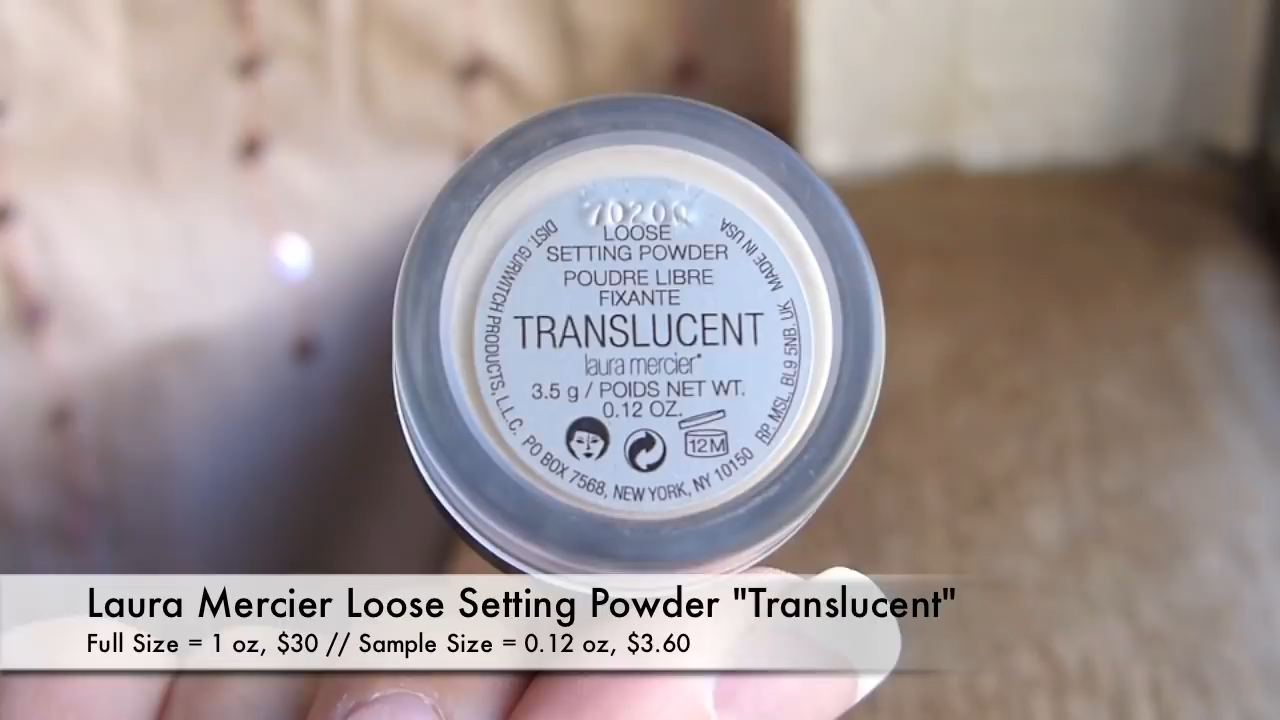 70200
LOOSE
SETTING POWDER
POUDRE LIBRE
FIXANTE
TRANSLUCENT
laura mercier
3.5 g / POIDS NET WT.
0.12 OZ.
12M
DIST. GURWITCH PRODUCTS, L.L.C. PO BOX 7568, NEW YORK, NY 10150
RP. MSL. BL9 5NB. UK. MADE IN USA
Laura Mercier Loose Setting Powder "Translucent"
Full Size = 1 oz, $30 // Sample Size = 0.12 oz, $3.60